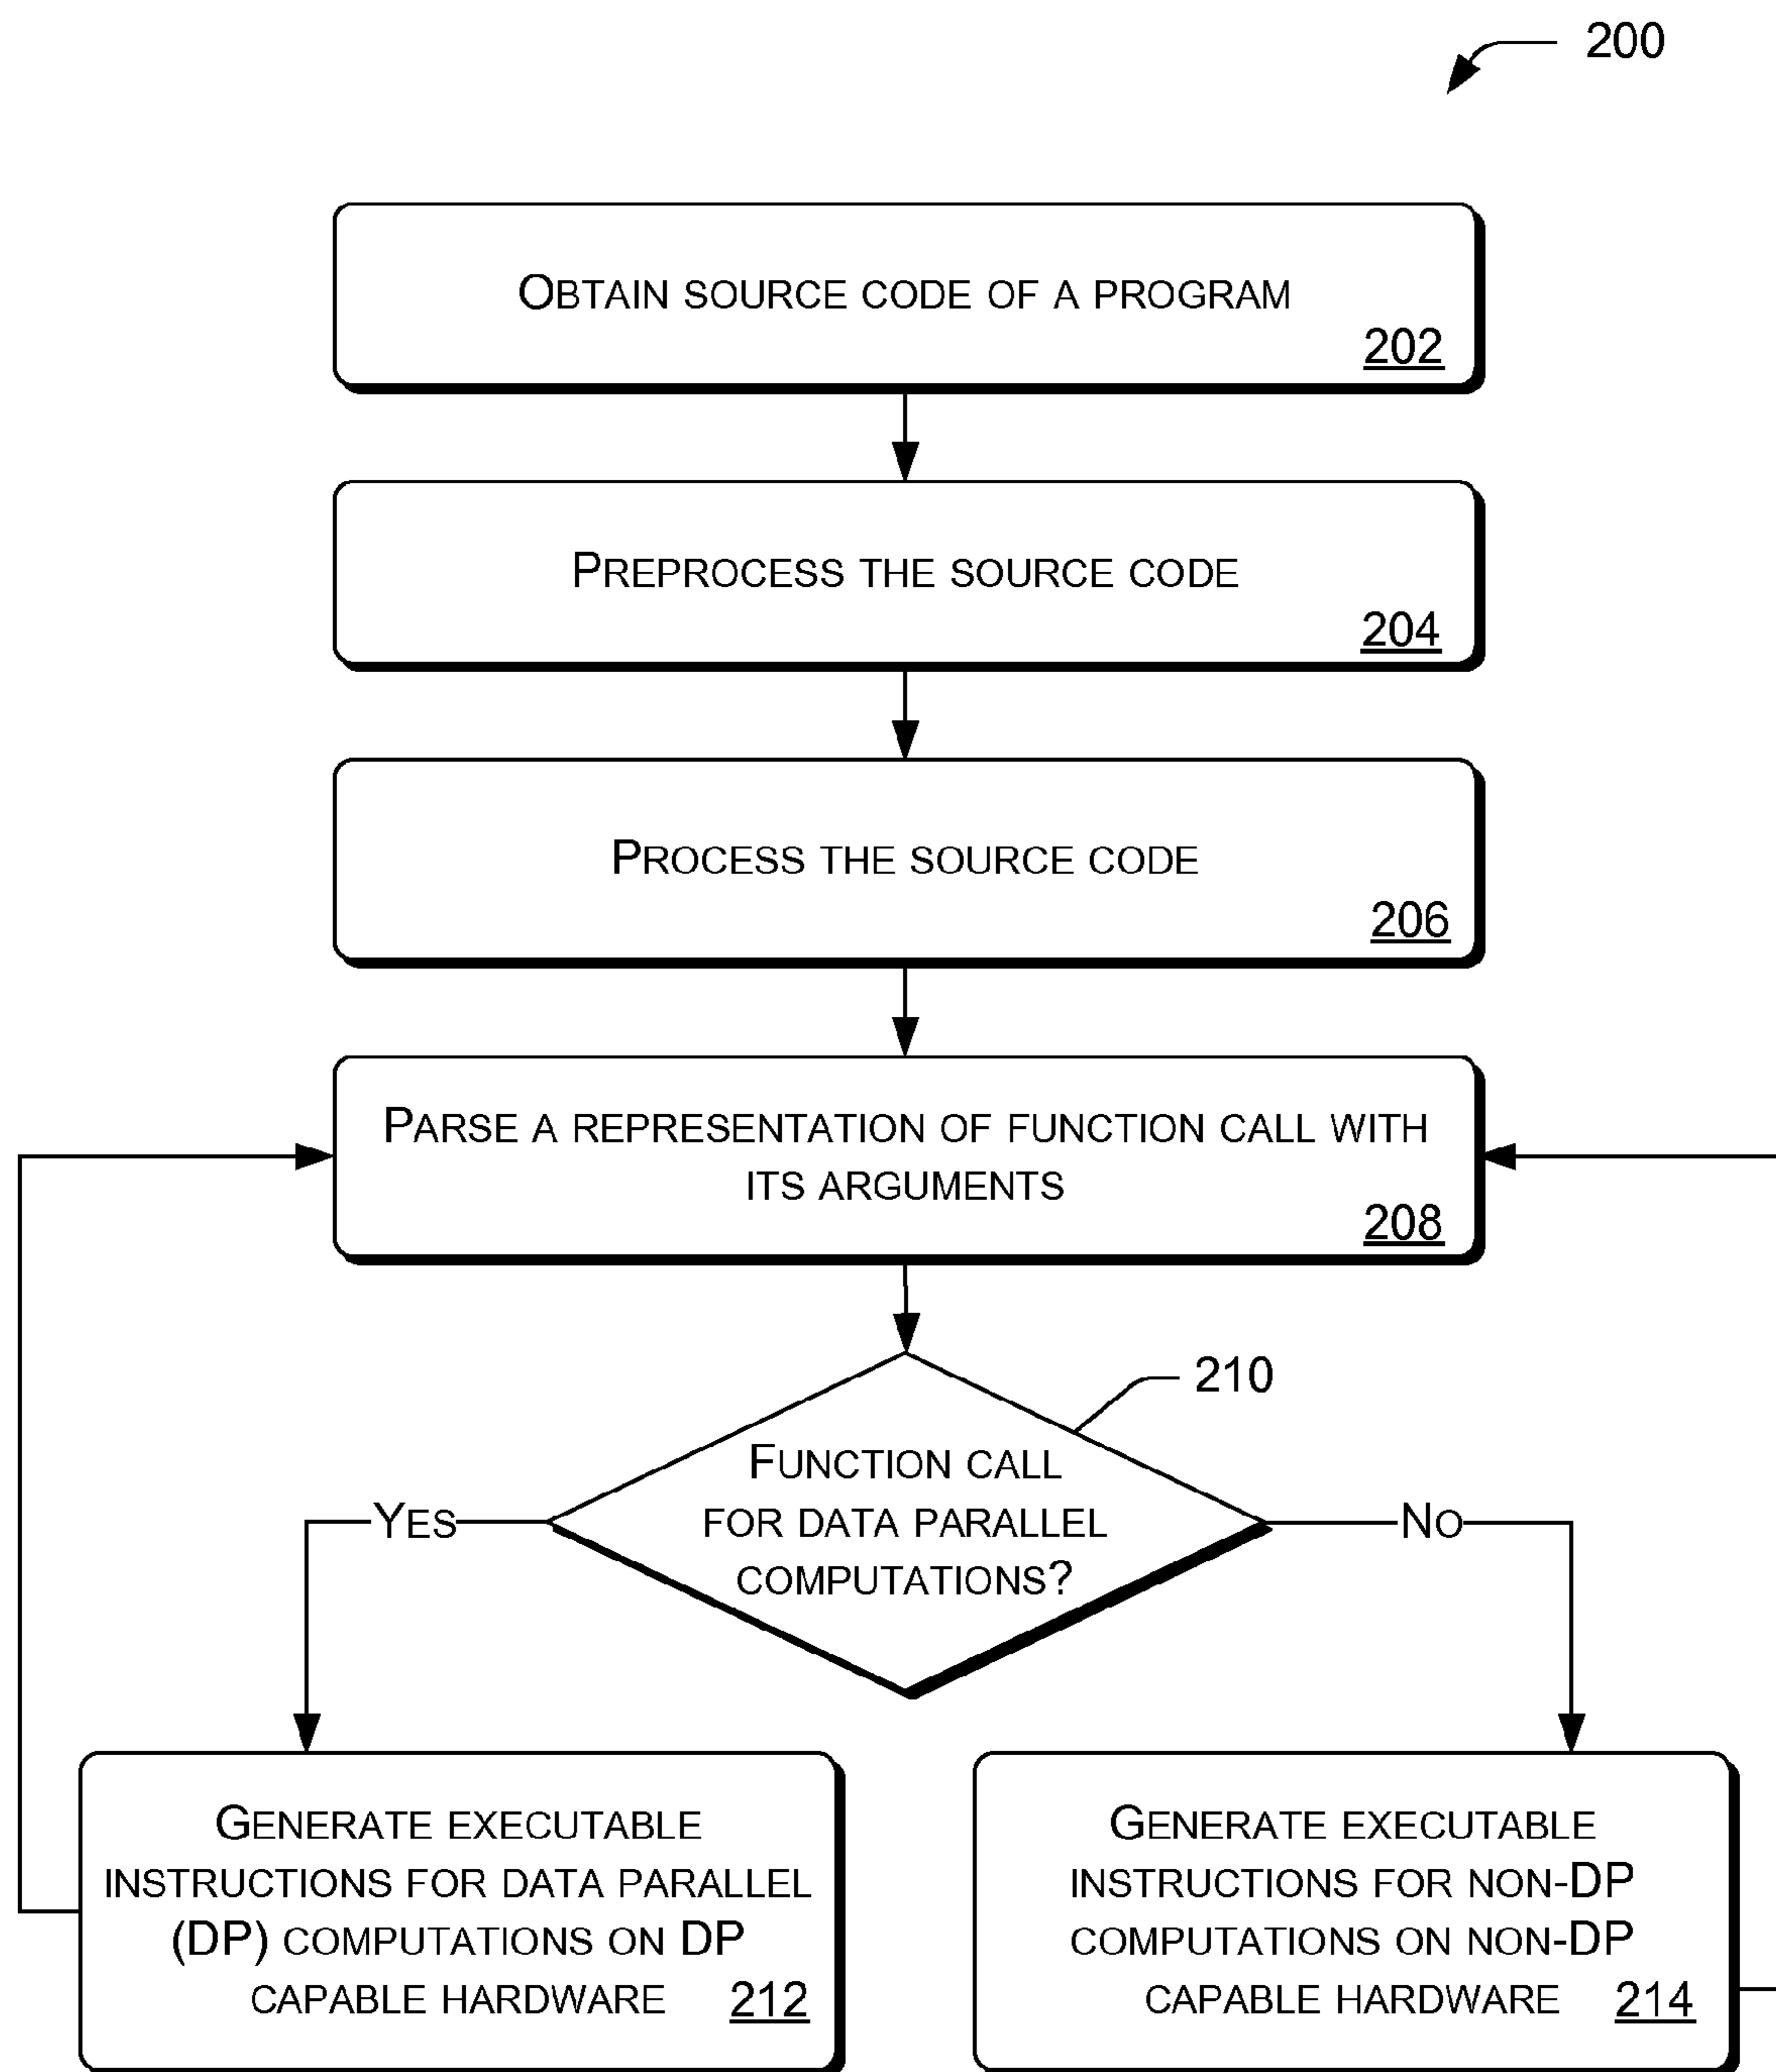 200
OBTAIN SOURCE CODE OF A PROGRAM
202
PREPROCESS THE SOURCE CODE
204
PROCESS THE SOURCE CODE
206
PARSE A REPRESENTATION OF FUNCTION CALL WITH
ITS ARGUMENTS
208
210
FUNCTION CALL
FOR DATA PARALLEL
COMPUTATIONS?
YES
NO
GENERATE EXECUTABLE
INSTRUCTIONS FOR DATA PARALLEL
(DP) COMPUTATIONS ON DP
CAPABLE HARDWARE 212
GENERATE EXECUTABLE
INSTRUCTIONS FOR NON-DP
COMPUTATIONS ON NON-DP
CAPABLE HARDWARE 214